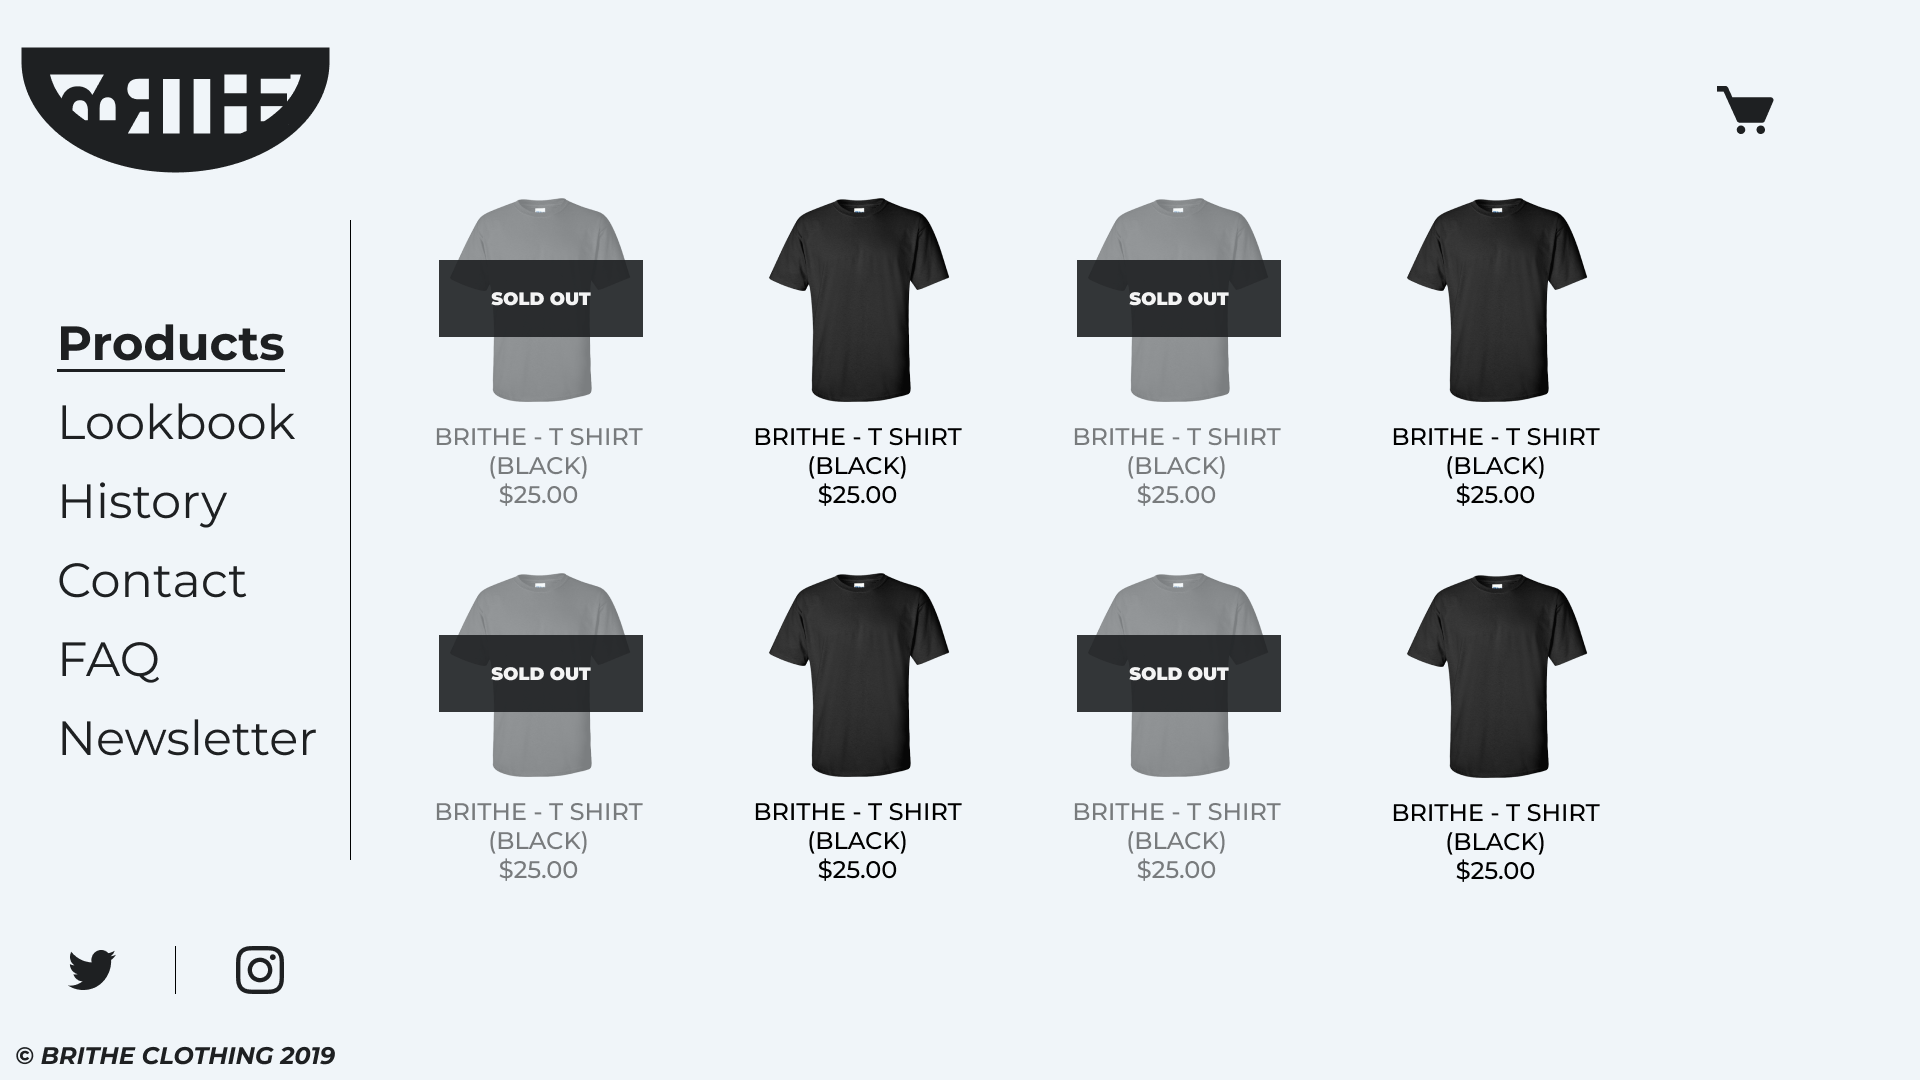 BRITHE
Products
Lookbook
History
Contact
FAQ
Newsletter
SOLD OUT
BRITHE - T SHIRT
(BLACK)
$25.00
BRITHE - T SHIRT
(BLACK)
$25.00
SOLD OUT
BRITHE - T SHIRT
(BLACK)
$25.00
BRITHE - T SHIRT
(BLACK)
$25.00
SOLD OUT
BRITHE - T SHIRT
(BLACK)
$25.00
BRITHE - T SHIRT
(BLACK)
$25.00
SOLD OUT
BRITHE - T SHIRT
(BLACK)
$25.00
BRITHE - T SHIRT
(BLACK)
$25.00
© BRITHE CLOTHING 2019